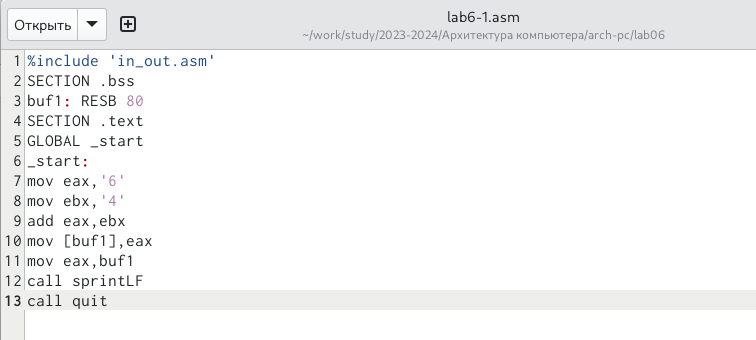 Открыть
lab6-1.asm
~/work/study/2023-2024/Архитектура компьютера/arch-pc/lab06
1 %include 'in_out.asm'
2 SECTION .bss
3 buf1: RESB 80
4 SECTION .text
5 GLOBAL _start
6 _start:
7 mov eax,'6'
8 mov ebx,'4'
9 add eax,ebx
10 mov [buf1],eax
11 mov eax,buf1
12 call sprintLF
13 call quit